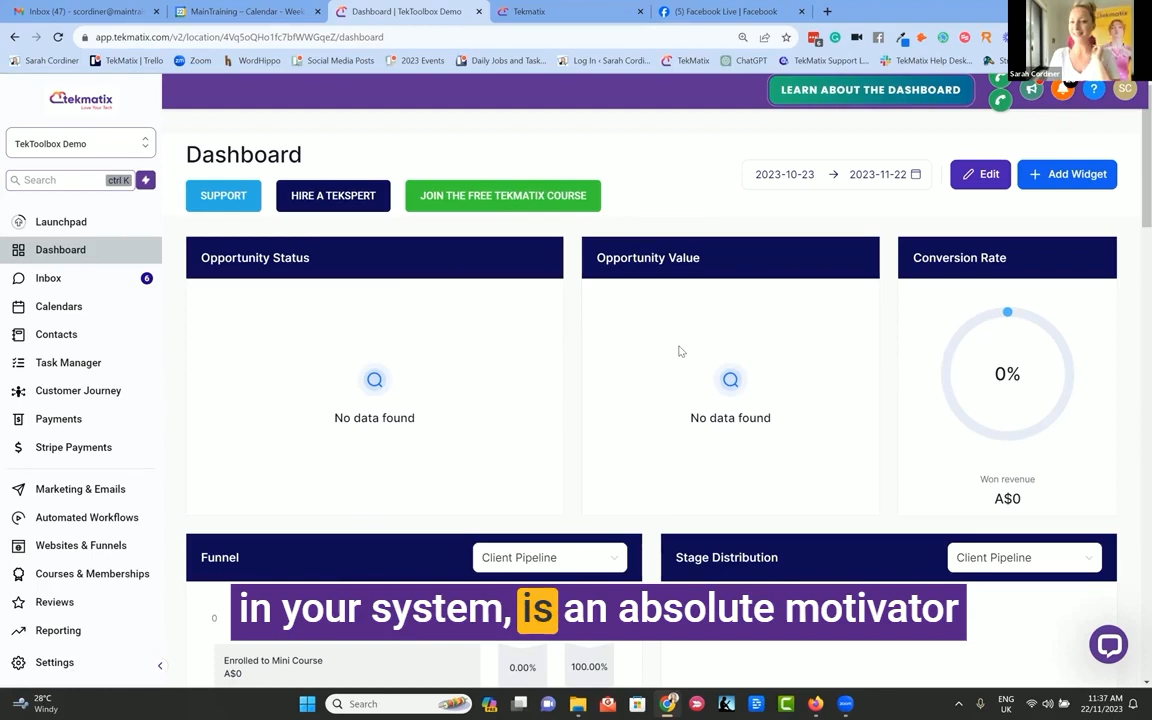 Inbox (47) - scordiner@maintrai
MainTraining – Calendar - Week
Dashboard | TekToolbox Demo
Tekmatix
(5) Facebook Live | Facebook
app.tekmatix.com/v2/location/4Vq5oQHo1fc7bfWWGqeZ/dashboard
Sarah Cordiner
TekMatix | Trello
Zoom
WordHippo
Social Media Posts
2023 Events
Daily Jobs and Task...
Log In ‹ Sarah Cordi...
TekMatix
ChatGPT
TekMatix Support L...
TekMatix Help Desk...
Sarah Cordiner
tekmatix
Love Your Tech
LEARN ABOUT THE DASHBOARD
SC
TekToolbox Demo
Search
ctrl K
Launchpad
Dashboard
Inbox
6
Calendars
Contacts
Task Manager
Customer Journey
Payments
Stripe Payments
Marketing & Emails
Automated Workflows
Websites & Funnels
Courses & Memberships
Reviews
Reporting
Settings
Dashboard
SUPPORT
HIRE A TEKSPERT
JOIN THE FREE TEKMATIX COURSE
2023-10-23 → 2023-11-22
Edit
Add Widget
Opportunity Status
No data found
Opportunity Value
No data found
Conversion Rate
0%
Won revenue
A$0
Funnel
Client Pipeline
Stage Distribution
Client Pipeline
in your system, is an absolute motivator
0
Enrolled to Mini Course
A$0
0.00%
100.00%
28°C
Windy
Search
ENG
UK
11:37 AM
22/11/2023